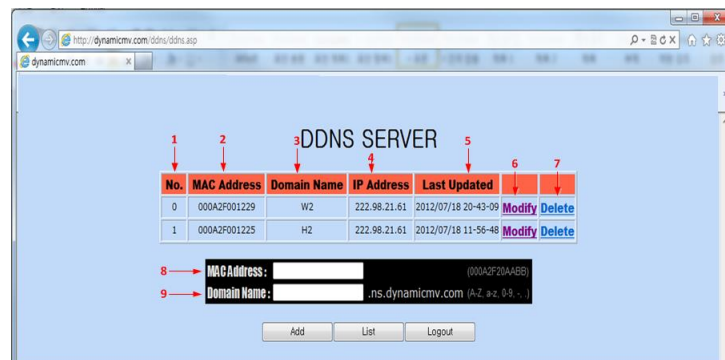 http://dynamicmv.com/ddns/ddns.asp
dynamicmv.com
DDNS SERVER
1 2 3 4 5 6 7
No. MAC Address Domain Name IP Address Last Updated
0 000A2F001229 W2 222.98.21.61 2012/07/18 20-43-09 Modify Delete
1 000A2F001225 H2 222.98.21.61 2012/07/18 11-56-48 Modify Delete
8 MAC Address : (000A2F20AABB)
9 Domain Name : .ns.dynamicmv.com (A-Z, a-z, 0-9, -, .)
Add List Logout